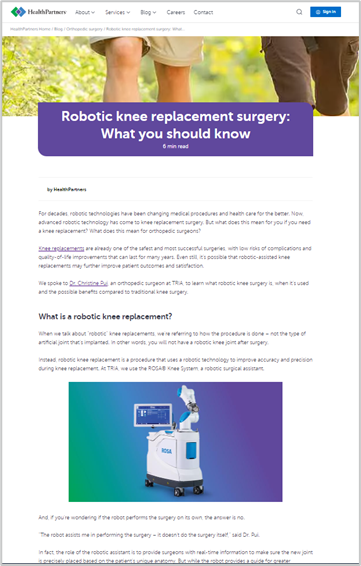 HealthPartners About Services Blog Careers Contact Sign in
HealthPartners Home / Blog / Orthopedic surgery / Robotic knee replacement surgery: What...
Robotic knee replacement surgery:
What you should know
6 min read
by HealthPartners
For decades, robotic technologies have been changing medical procedures and health care for the better. Now,
advanced robotic technology has come to knee replacement surgery. But what does this mean for you if you need
a knee replacement? What does this mean for orthopedic surgeons?
Knee replacements are already one of the safest and most successful surgeries, with low risks of complications and
quality-of-life improvements that can last for many years. Even still, it's possible that robotic-assisted knee
replacements may further improve patient outcomes and satisfaction.
We spoke to Dr. Christine Pui, an orthopedic surgeon at TRIA, to learn what robotic knee surgery is, when it's used
and the possible benefits compared to traditional knee surgery.
What is a robotic knee replacement?
When we talk about "robotic" knee replacements, we're referring to how the procedure is done – not the type of
artificial joint that's implanted. In other words, you will not have a robotic knee joint after surgery.
Instead, robotic knee replacement is a procedure that uses a robotic technology to improve accuracy and precision
during knee replacement. At TRIA, we use the ROSA® Knee System, a robotic surgical assistant.
ROSA
And, if you're wondering if the robot performs the surgery on its own, the answer is no.
"The robot assists me in performing the surgery – it doesn't do the surgery itself," said Dr. Pui.
In fact, the role of the robotic assistant is to provide surgeons with real-time information to make sure the new joint
is precisely placed based on the patient's unique anatomy. But while the robot provides a guide for greater